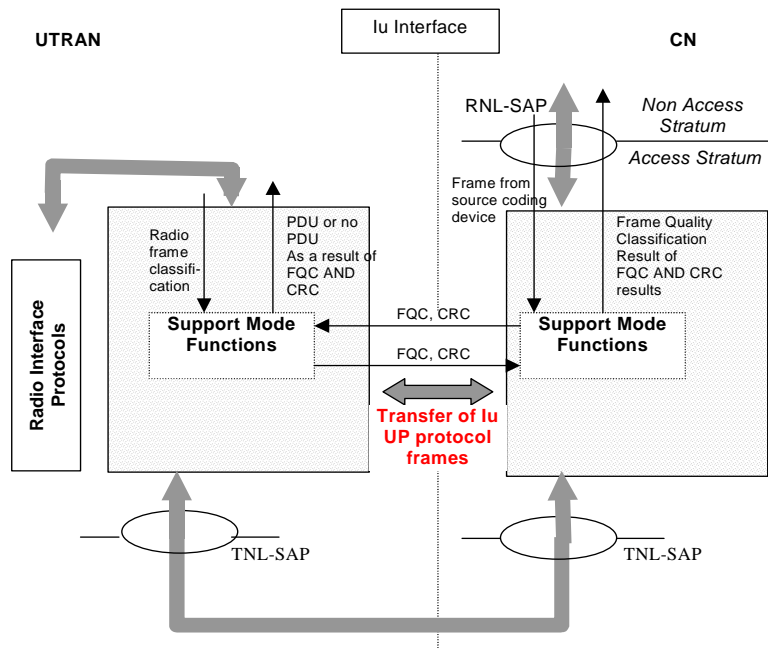 Iu Interface
UTRAN
CN
RNL-SAP
Non Access
Stratum
Access Stratum
Frame from
source coding
device
Radio
frame
classifi-
cation
PDU or no
PDU
As a result of
FQC AND
CRC
Frame Quality
Classification
Result of
FQC AND CRC
results
Radio Interface
Protocols
Support Mode
Functions
FQC, CRC
FQC, CRC
Support Mode
Functions
Transfer of Iu
UP protocol
frames
TNL-SAP
TNL-SAP